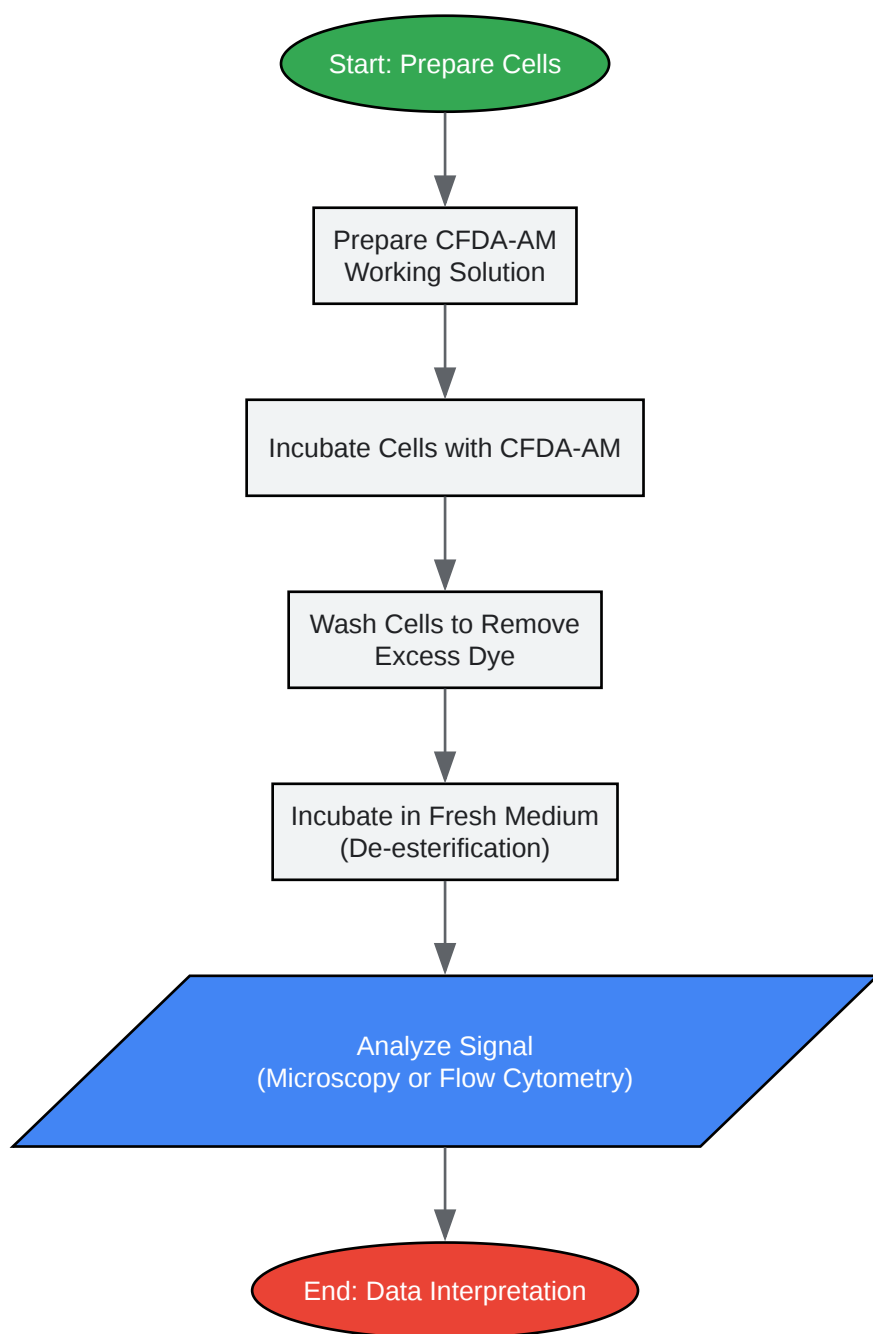 Start: Prepare Cells
Prepare CFDA-AM
Working Solution
Incubate Cells with CFDA-AM
Wash Cells to Remove
Excess Dye
Incubate in Fresh Medium
(De-esterification)
Analyze Signal
(Microscopy or Flow Cytometry)
End: Data Interpretation